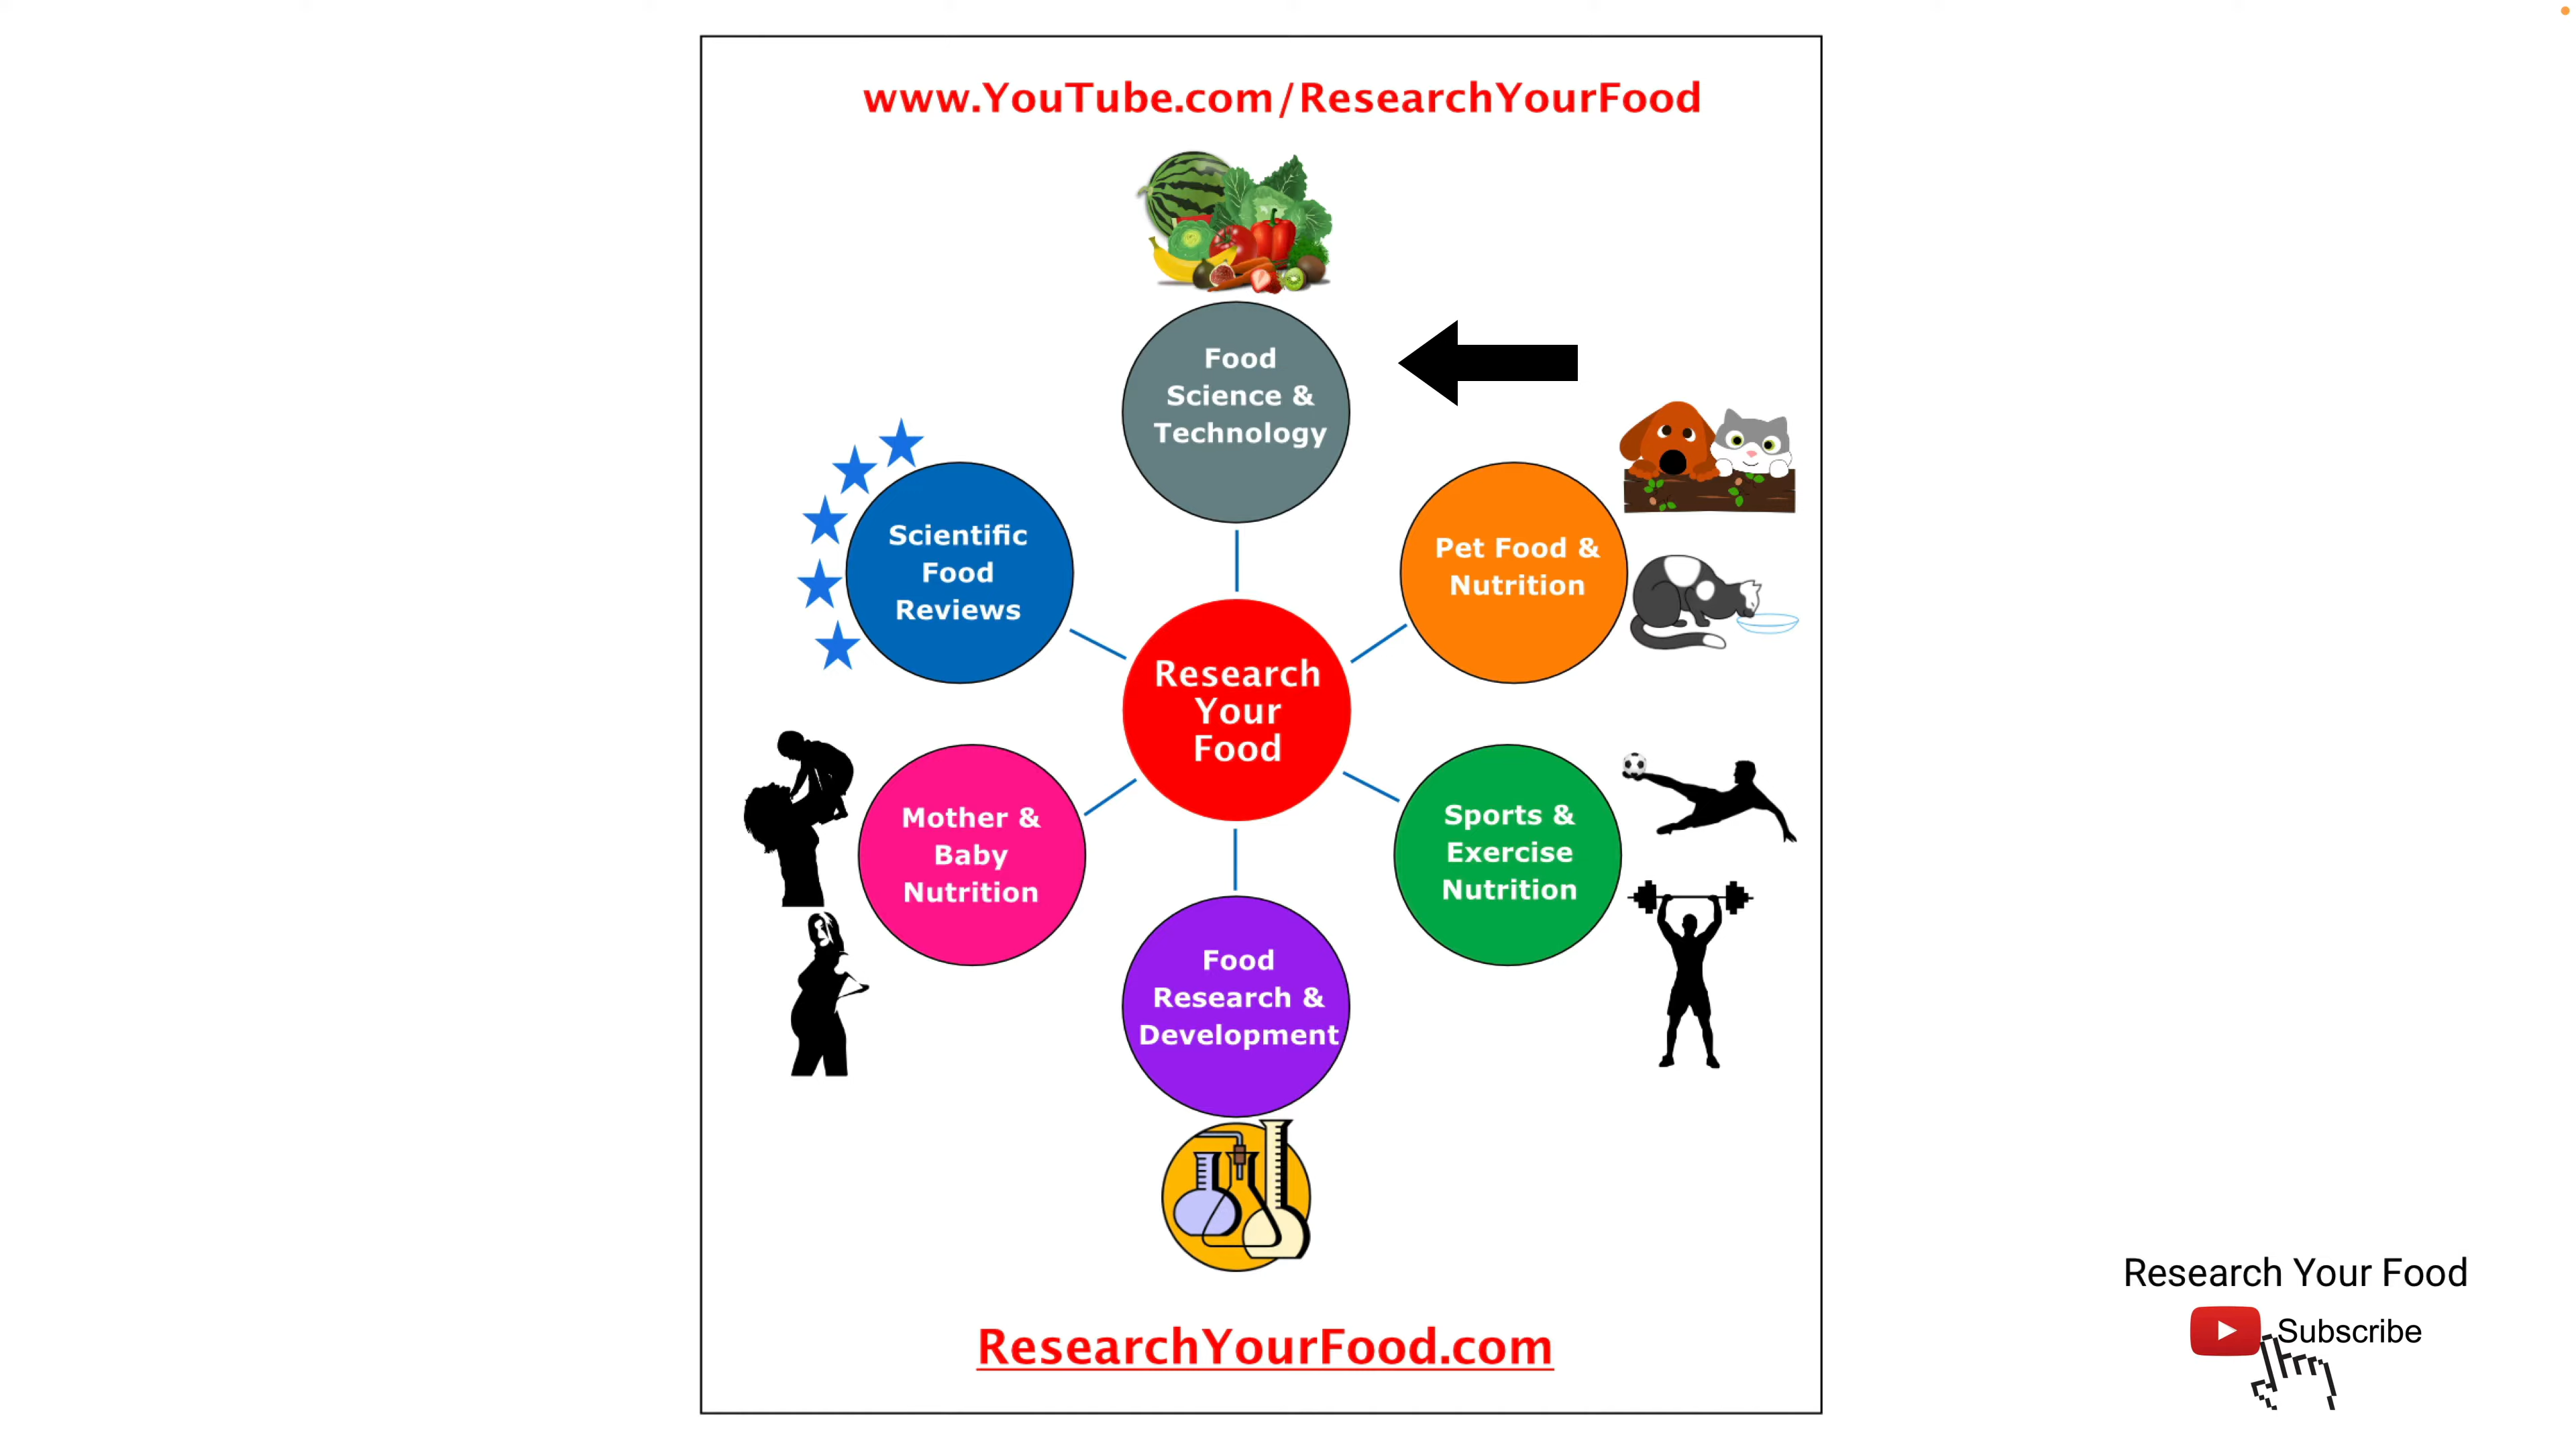 www.YouTube.com/ResearchYourFood
Food
Science &
Technology
Scientific
Food
Reviews
Pet Food &
Nutrition
Research
Your
Food
Mother &
Baby
Nutrition
Sports &
Exercise
Nutrition
Food
Research &
Development
ResearchYourFood.com
Research Your Food
Subscribe